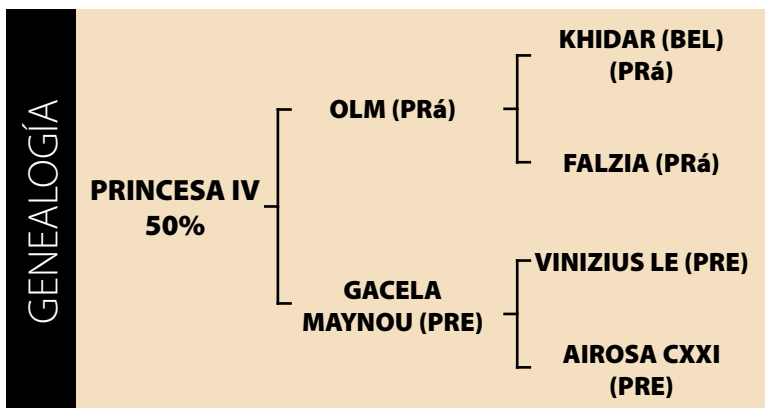 GENEALOGÍA
PRINCESA IV
50%
OLM (PRá)
GACELA
MAYNOU (PRE)
KHIDAR (BEL)
(PRá)
FALZIA (PRá)
VINIZIUS LE (PRE)
AIROSA CXXI
(PRE)